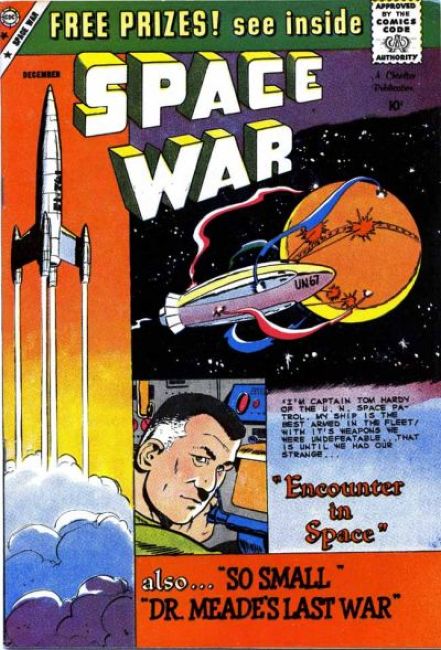 CDC
SPACE WAR
FREE PRIZES! see inside
APPROVED
BY THE
COMICS
CODE
AUTHORITY
DECEMBER
A Charlton
Publication
10¢
SPACE
WAR
UN67
"I'M CAPTAIN TOM HARDY
OF THE U. N. SPACE PA-
TROL. MY SHIP IS THE
BEST ARMED IN THE FLEET!
WITH IT'S WEAPONS WE
WERE UNDEFEATABLE...THAT
IS UNTIL WE HAD OUR
STRANGE...
"Encounter
in
Space"
also... "SO SMALL"
"DR. MEADE'S LAST WAR"